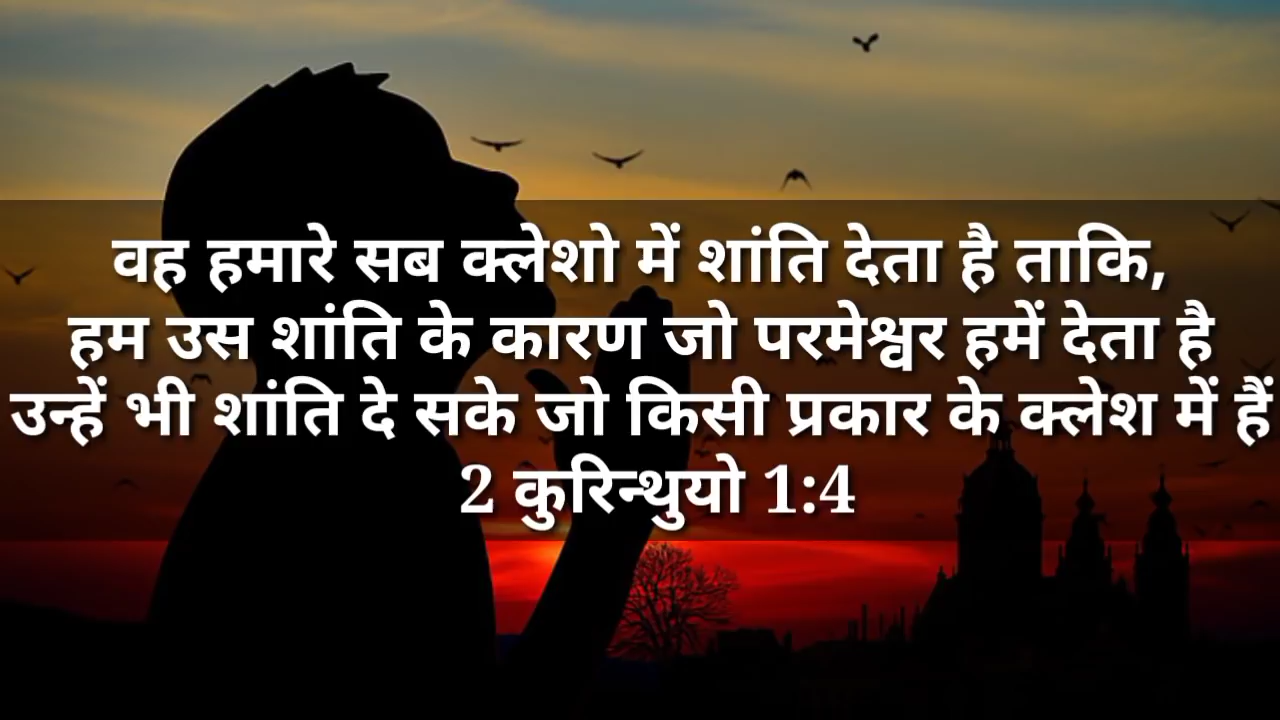 वह हमारे सब क्लेशो में शांति देता है ताकि,
हम उस शांति के कारण जो परमेश्वर हमें देता है
उन्हें भी शांति दे सके जो किसी प्रकार के क्लेश में हैं
2 कुरिन्थुयो 1:4